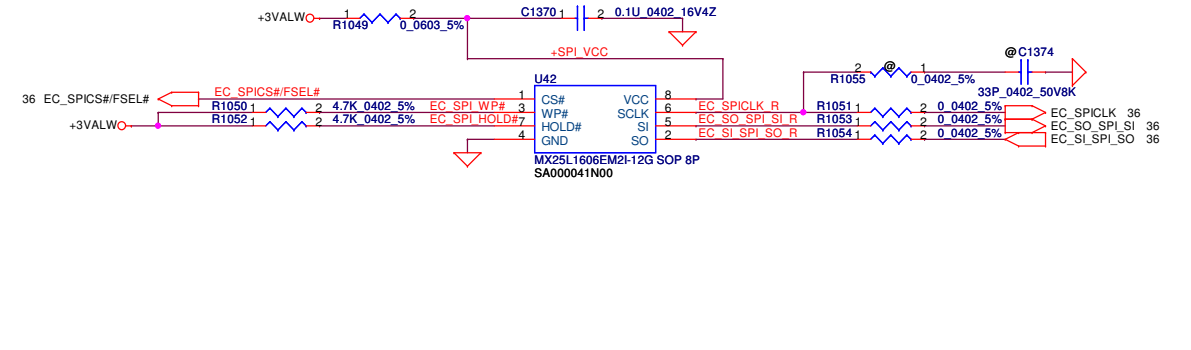 +3VALW 1 2 C1370 1 2 0.1U_0402_16V4Z
R1049 0_0603_5%
+SPI_VCC @ C1374
2 @ 1
R1055 0_0402_5%
U42 33P_0402_50V8K
36 EC_SPICS#/FSEL# EC_SPICS#/FSEL# 1 CS# VCC 8
R1050 1 2 4.7K_0402_5% EC_SPI_WP# 3 WP# SCLK 6 EC_SPICLK_R R1051 1 2 0_0402_5% EC_SPICLK 36
+3VALW R1052 1 2 4.7K_0402_5% EC_SPI_HOLD# 7 HOLD# SI 5 EC_SO_SPI_SI_R R1053 1 2 0_0402_5% EC_SO_SPI_SI 36
4 GND SO 2 EC_SI_SPI_SO_R R1054 1 2 0_0402_5% EC_SI_SPI_SO 36
MX25L1606EM2I-12G SOP 8P
SA000041N00